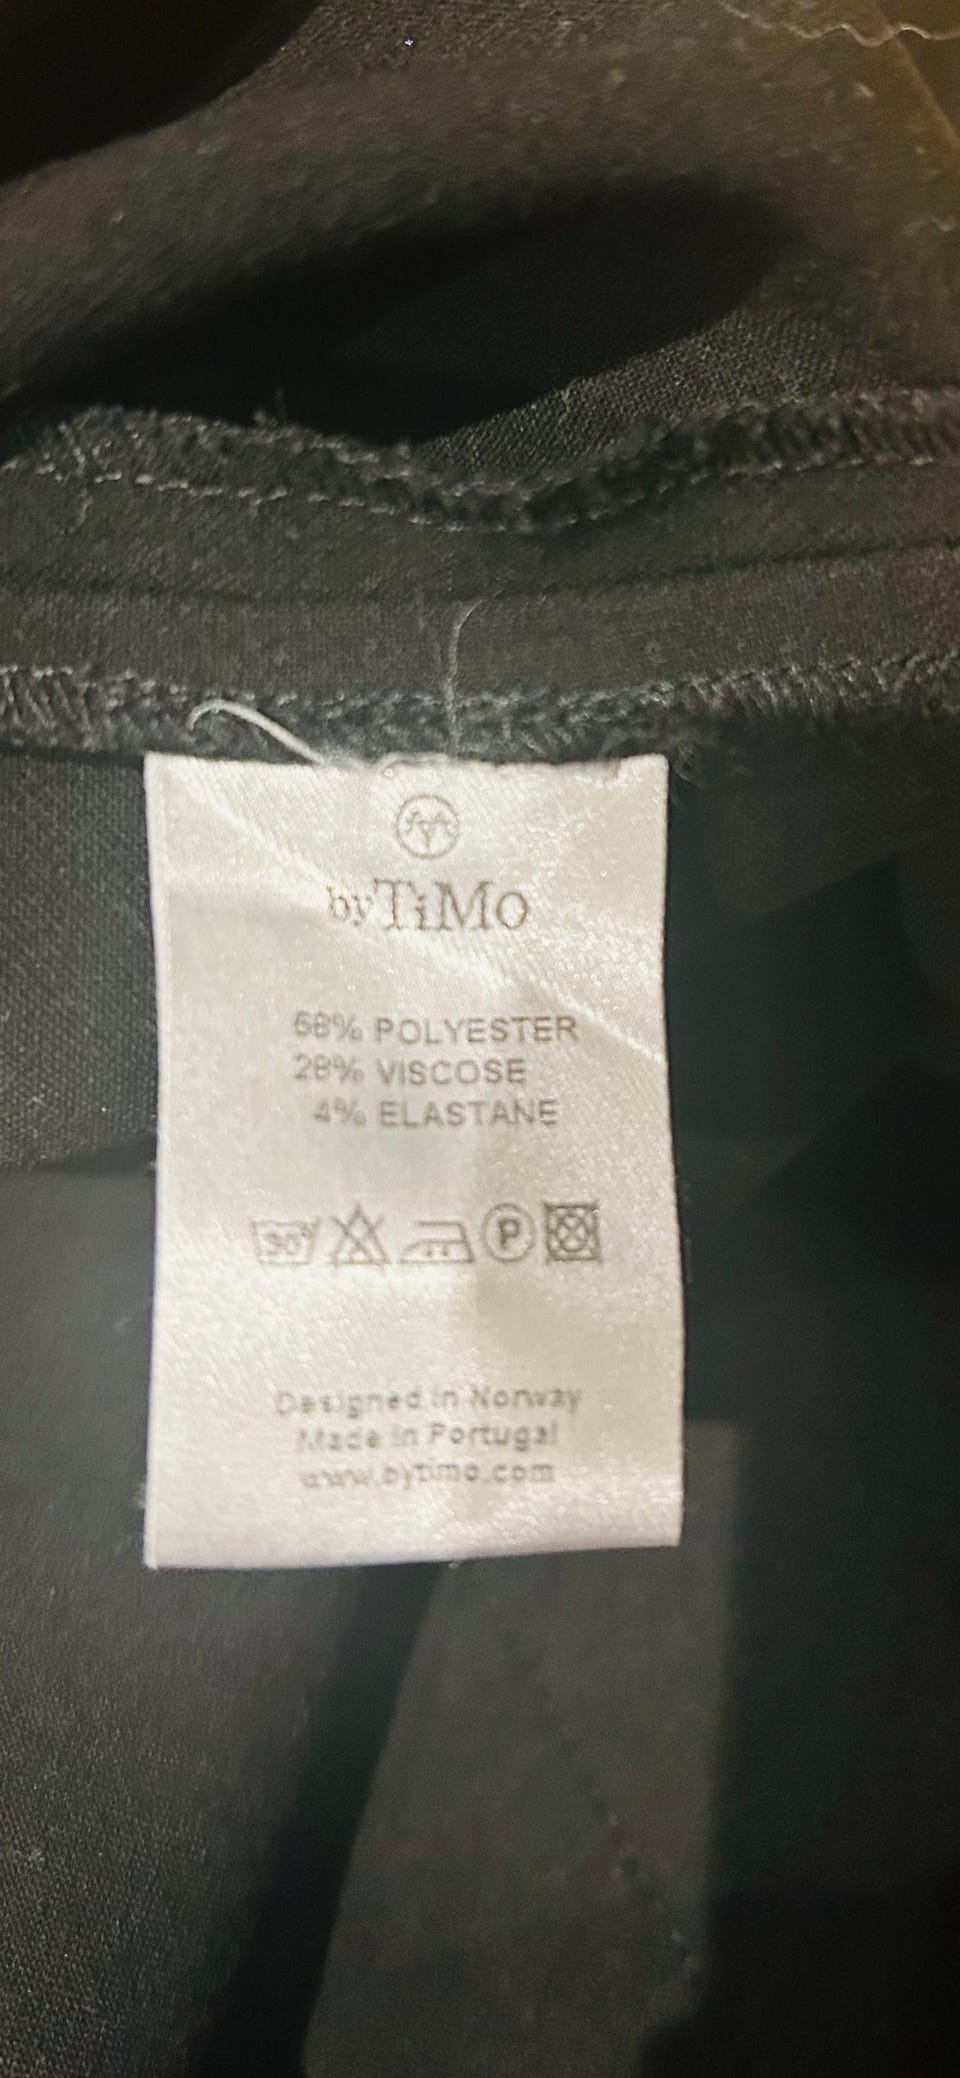 byTiMo
68% POLYESTER
28% VISCOSE
4% ELASTANE
30° P
Designed in Norway
Made in Portugal
www.bytimo.com